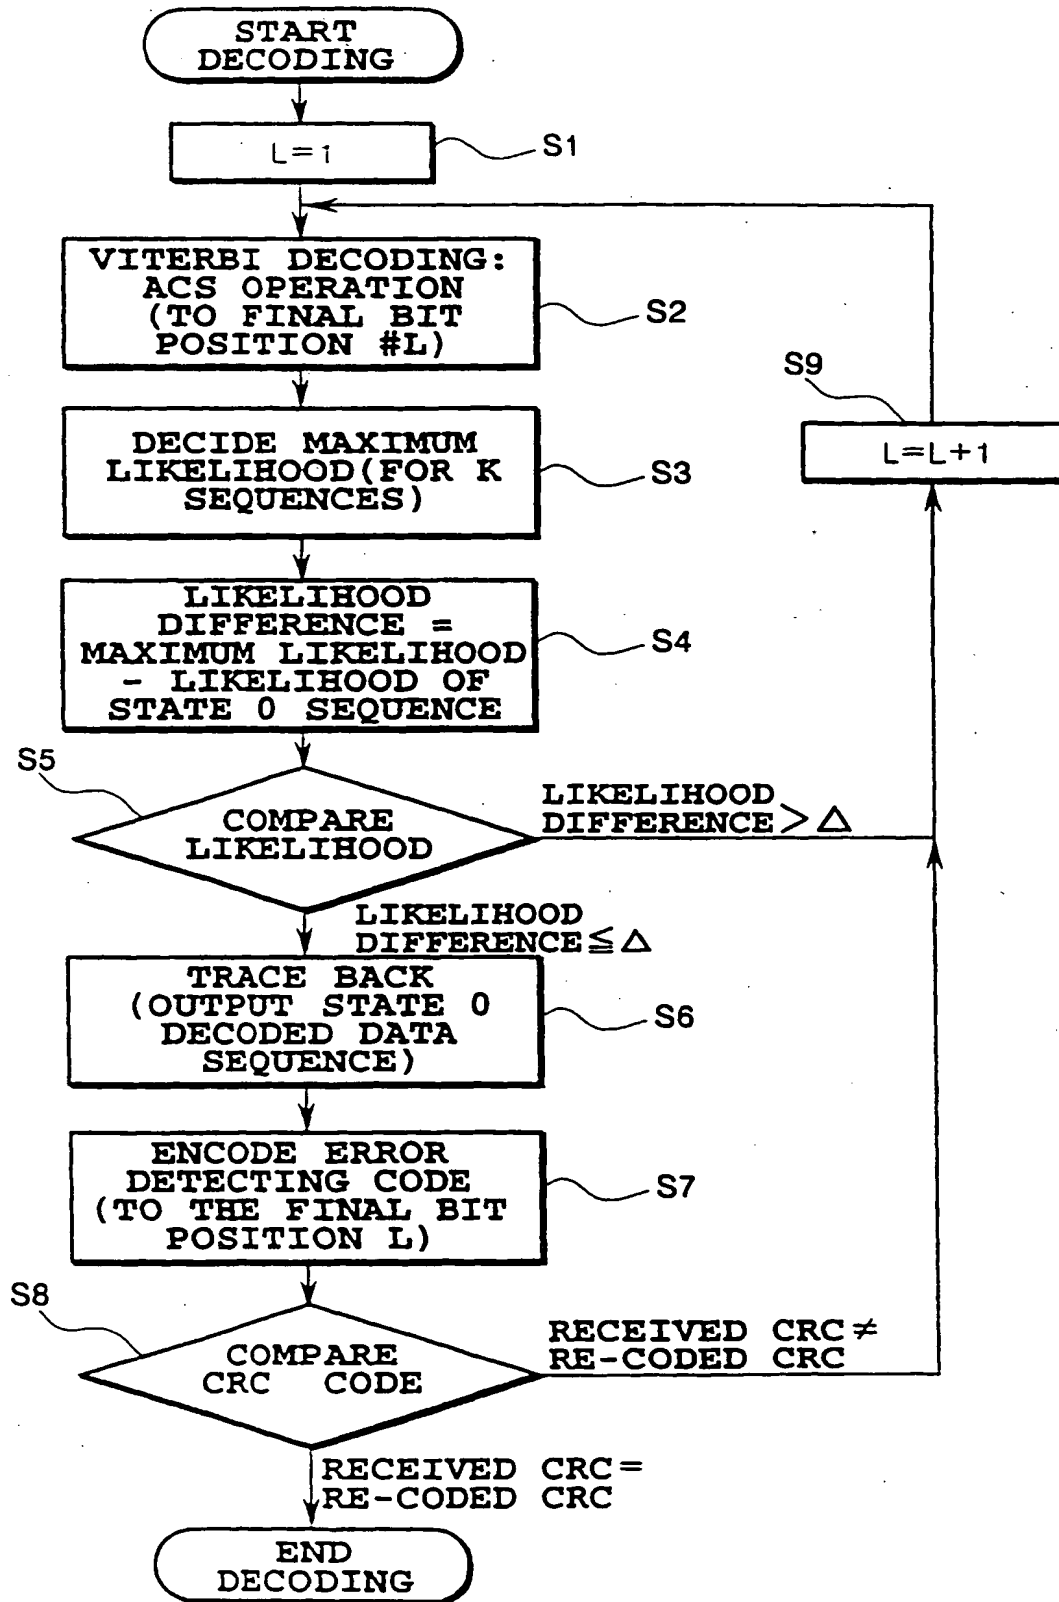 START
DECODING
L=1
S1
VITERBI DECODING:
ACS OPERATION
(TO FINAL BIT
POSITION #L)
S2
S9
L=L+1
DECIDE MAXIMUM
LIKELIHOOD(FOR K
SEQUENCES)
S3
LIKELIHOOD
DIFFERENCE =
MAXIMUM LIKELIHOOD
- LIKELIHOOD OF
STATE 0 SEQUENCE
S4
S5
COMPARE
LIKELIHOOD
LIKELIHOOD
DIFFERENCE>△
LIKELIHOOD
DIFFERENCE≦△
TRACE BACK
(OUTPUT STATE 0
DECODED DATA
SEQUENCE)
S6
ENCODE ERROR
DETECTING CODE
(TO THE FINAL BIT
POSITION L)
S7
S8
COMPARE
CRC CODE
RECEIVED CRC≠
RE-CODED CRC
RECEIVED CRC=
RE-CODED CRC
END
DECODING